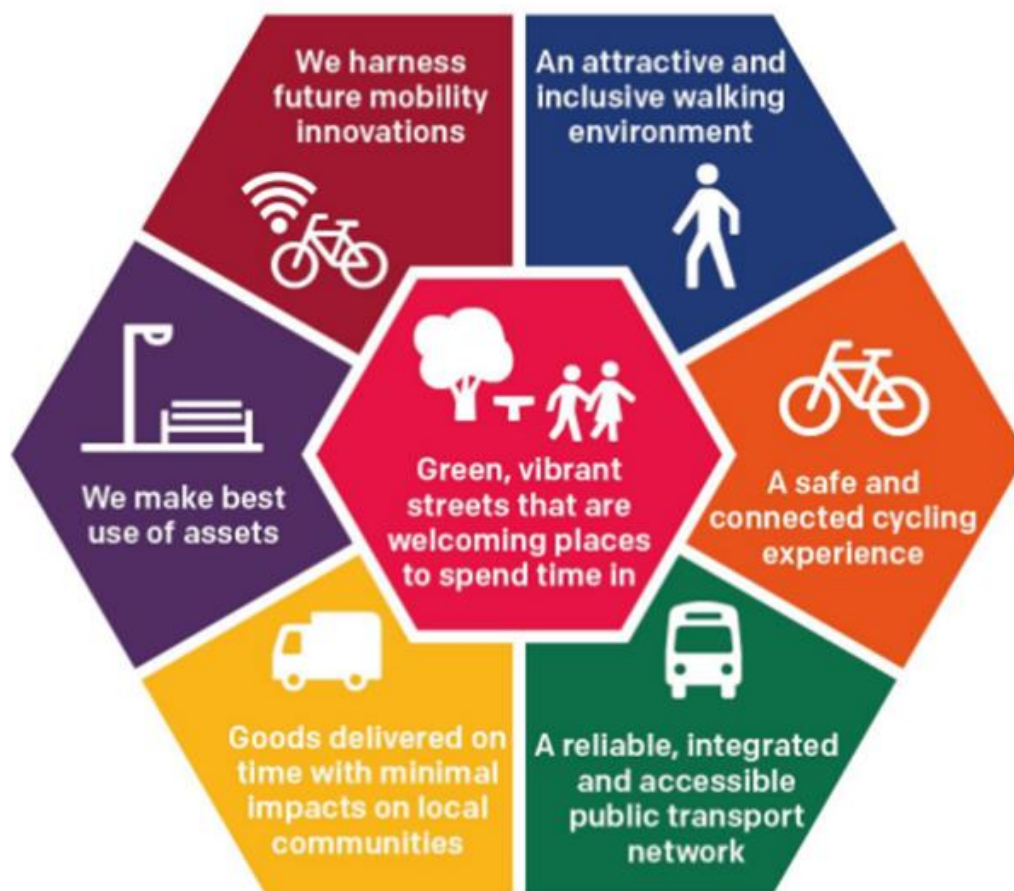 We harness
future mobility
innovations
An attractive and
inclusive walking
environment
A safe and
connected cycling
experience
A reliable, integrated
and accessible
public transport
network
Goods delivered on
time with minimal
impacts on local
communities
We make best
use of assets
Green, vibrant
streets that are
welcoming places
to spend time in